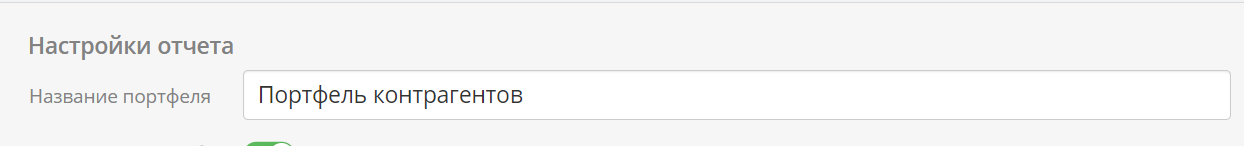 Настройки отчета
Название портфеля
Портфель контрагентов